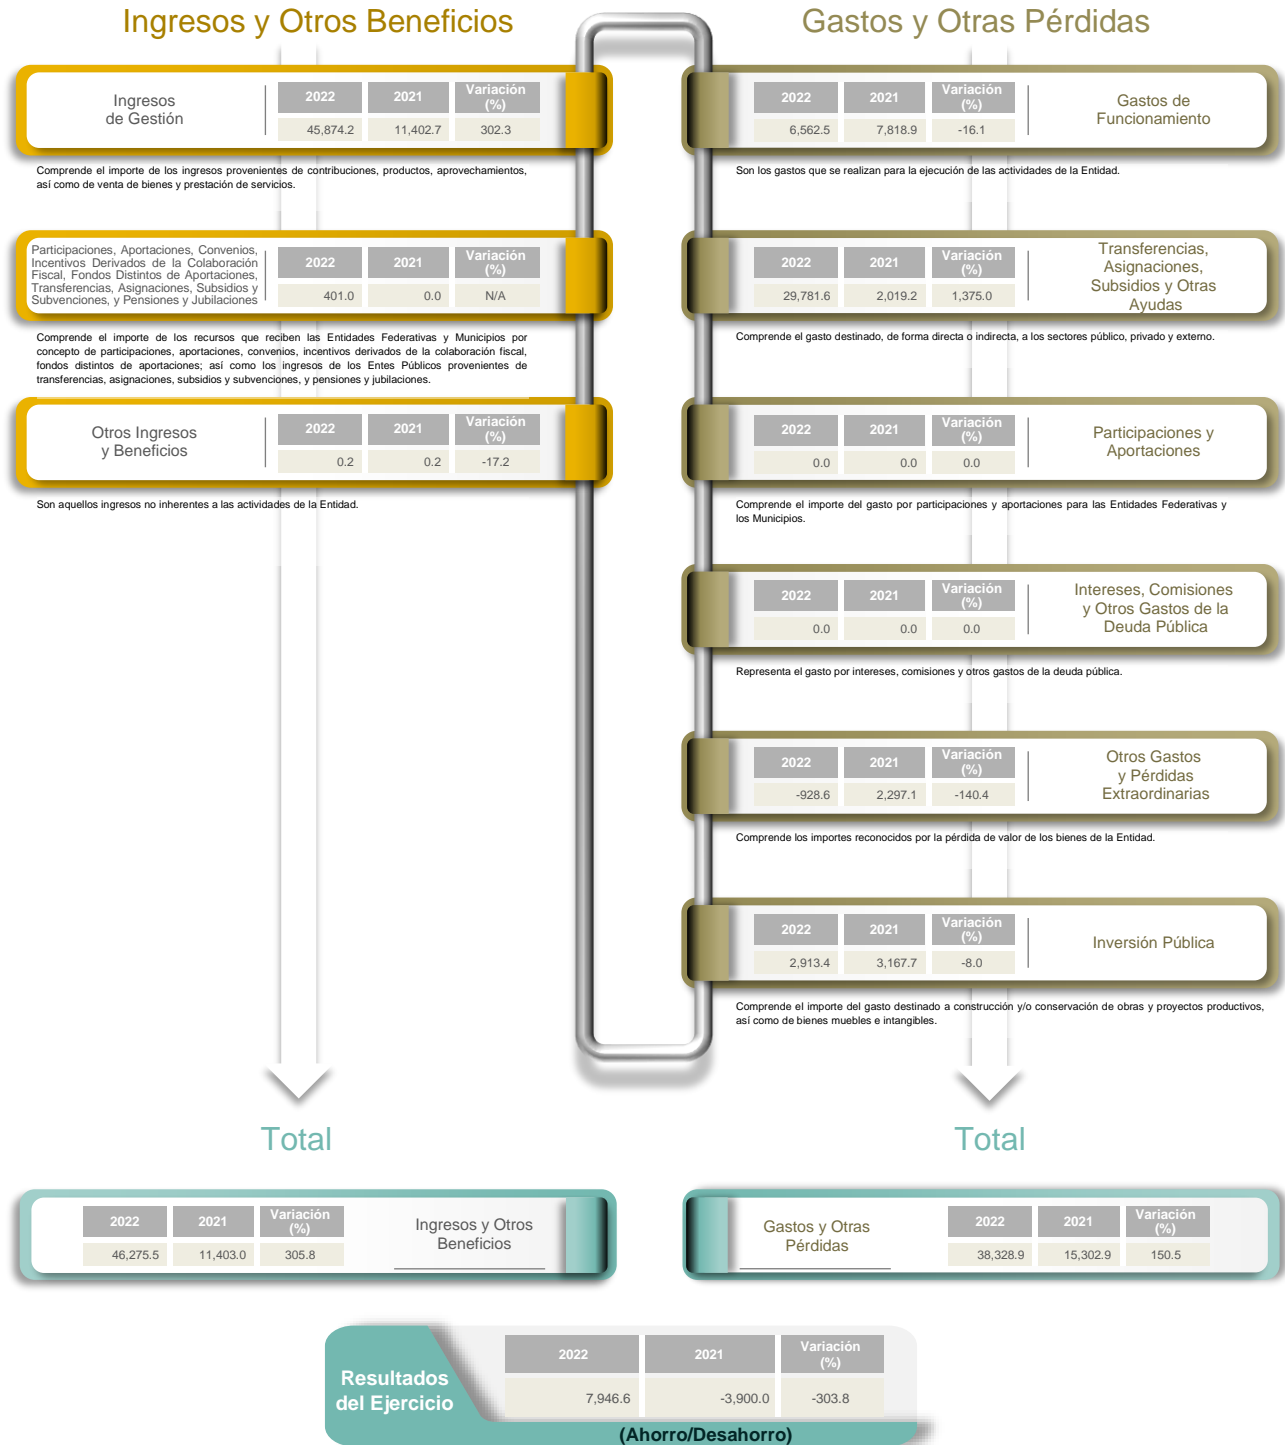 Ingresos y Otros Beneficios
Ingresos
de Gestión
2022 2021 Variación
(%)
45,874.2 11,402.7 302.3
Comprende el importe de los ingresos provenientes de contribuciones, productos, aprovechamientos,
así como de venta de bienes y prestación de servicios.
Participaciones, Aportaciones, Convenios,
Incentivos Derivados de la Colaboración
Fiscal, Fondos Distintos de Aportaciones,
Transferencias, Asignaciones, Subsidios y
Subvenciones, y Pensiones y Jubilaciones
2022 2021 Variación
(%)
401.0 0.0 N/A
Comprende el importe de los recursos que reciben las Entidades Federativas y Municipios por
concepto de participaciones, aportaciones, convenios, incentivos derivados de la colaboración fiscal,
fondos distintos de aportaciones; así como los ingresos de los Entes Públicos provenientes de
transferencias, asignaciones, subsidios y subvenciones, y pensiones y jubilaciones.
Otros Ingresos
y Beneficios
2022 2021 Variación
(%)
0.2 0.2 -17.2
Son aquellos ingresos no inherentes a las actividades de la Entidad.
Gastos y Otras Pérdidas
2022 2021 Variación
(%)
6,562.5 7,818.9 -16.1
Gastos de
Funcionamiento
Son los gastos que se realizan para la ejecución de las actividades de la Entidad.
2022 2021 Variación
(%)
29,781.6 2,019.2 1,375.0
Transferencias,
Asignaciones,
Subsidios y Otras
Ayudas
Comprende el gasto destinado, de forma directa o indirecta, a los sectores público, privado y externo.
2022 2021 Variación
(%)
0.0 0.0 0.0
Participaciones y
Aportaciones
Comprende el importe del gasto por participaciones y aportaciones para las Entidades Federativas y
los Municipios.
2022 2021 Variación
(%)
0.0 0.0 0.0
Intereses, Comisiones
y Otros Gastos de la
Deuda Pública
Representa el gasto por intereses, comisiones y otros gastos de la deuda pública.
2022 2021 Variación
(%)
-928.6 2,297.1 -140.4
Otros Gastos
y Pérdidas
Extraordinarias
Comprende los importes reconocidos por la pérdida de valor de los bienes de la Entidad.
2022 2021 Variación
(%)
2,913.4 3,167.7 -8.0
Inversión Pública
Comprende el importe del gasto destinado a construcción y/o conservación de obras y proyectos productivos,
así como de bienes muebles e intangibles.
Total
2022 2021 Variación
(%)
46,275.5 11,403.0 305.8
Ingresos y Otros
Beneficios
Total
Gastos y Otras
Pérdidas
2022 2021 Variación
(%)
38,328.9 15,302.9 150.5
Resultados
del Ejercicio
2022 2021 Variación
(%)
7,946.6 -3,900.0 -303.8
(Ahorro/Desahorro)